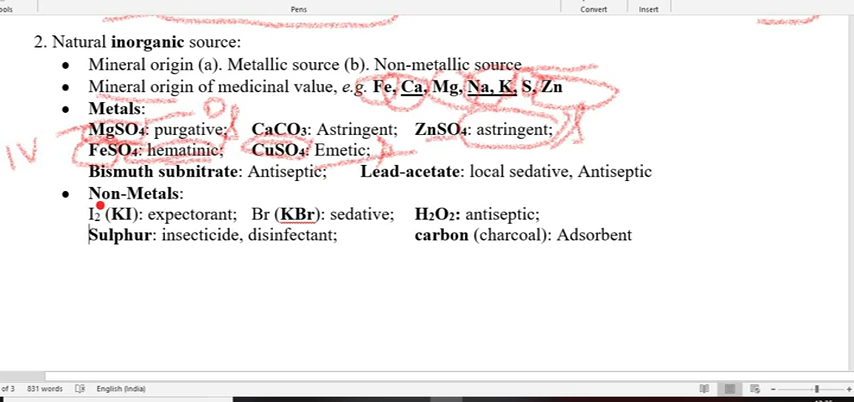 ools
Pens
Convert
Insert
2. Natural inorganic source:
• Mineral origin (a). Metallic source (b). Non-metallic source
• Mineral origin of medicinal value, e.g. Fe, Ca, Mg, Na, K, S, Zn
• Metals:
MgSO₄: purgative; CaCO₃: Astringent; ZnSO₄: astringent;
IV
FeSO₄: hematinic; CuSO₄: Emetic;
Bismuth subnitrate: Antiseptic; Lead-acetate: local sedative, Antiseptic
• Non-Metals:
I₂ (KI): expectorant; Br (KBr): sedative; H₂O₂: antiseptic;
Sulphur: insecticide, disinfectant; carbon (charcoal): Adsorbent
of 3 831 words English (India)